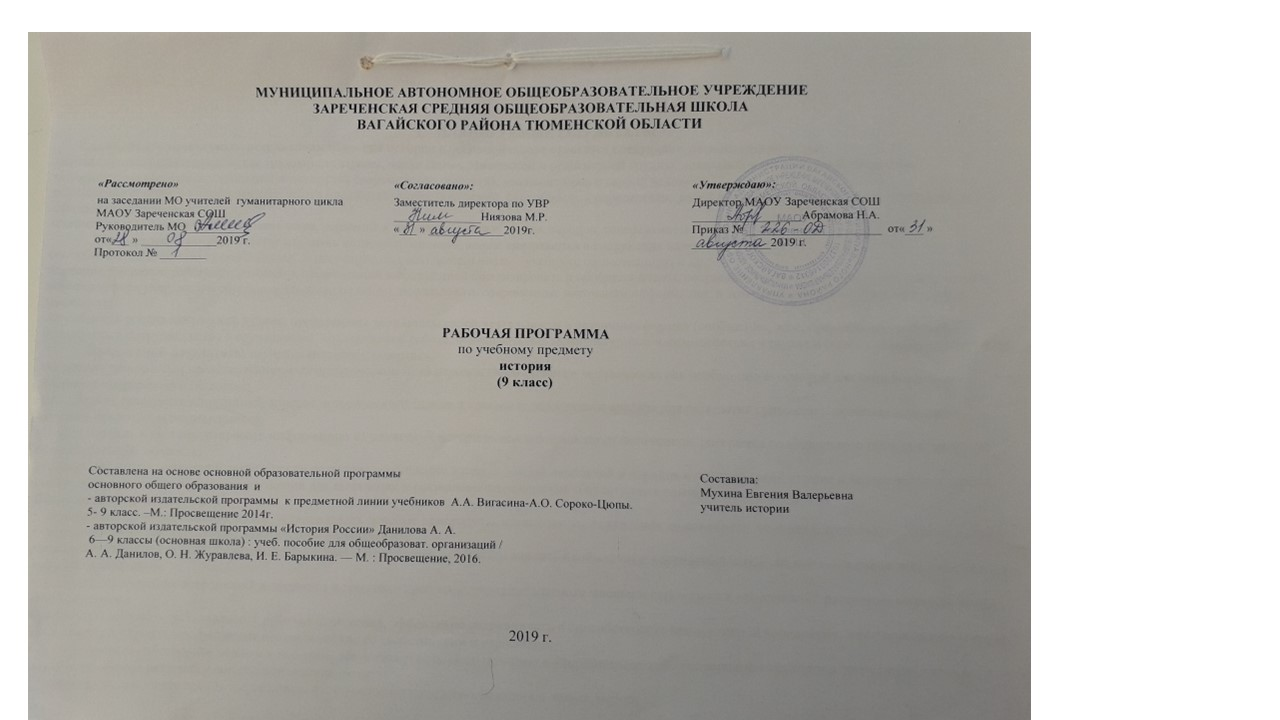 МУНИЦИПАЛЬНОЕ АВТОНОМНОЕ ОБЩЕОБРАЗОВАТЕЛЬНОЕ УЧРЕЖДЕНИЕ
ЗАРЕЧЕНСКАЯ СРЕДНЯЯ ОБЩЕОБРАЗОВАТЕЛЬНАЯ ШКОЛА
ВАГАЙСКОГО РАЙОНА ТЮМЕНСКОЙ ОБЛАСТИ
«Рассмотрено»
на заседании МО учителей гуманитарного цикла
МАОУ Зареченская СОШ
Руководитель МО
от«28 » 08 2019 г.
Протокол № 1
«Согласовано»:
Заместитель директора по УВР
Ниязова М.Р.
« 31 » августа 2019г.
«Утверждаю»:
Директор МАОУ Зареченская СОШ
Абрамова Н.А.
Приказ № 226 - ОД от« 31 »
августа 2019 г.
РАБОЧАЯ ПРОГРАММА
по учебному предмету
история
(9 класс)
Составлена на основе основной образовательной программы
основного общего образования и
- авторской издательской программы к предметной линии учебников А.А. Вигасина-А.О. Сороко-Цюпы.
5- 9 класс. –М.: Просвещение 2014г.
- авторской издательской программы «История России» Данилова А. А.
6—9 классы (основная школа) : учеб. пособие для общеобразоват. организаций /
А. А. Данилов, О. Н. Журавлева, И. Е. Барыкина. — М. : Просвещение, 2016.
Составила:
Мухина Евгения Валерьевна
учитель истории
2019 г.